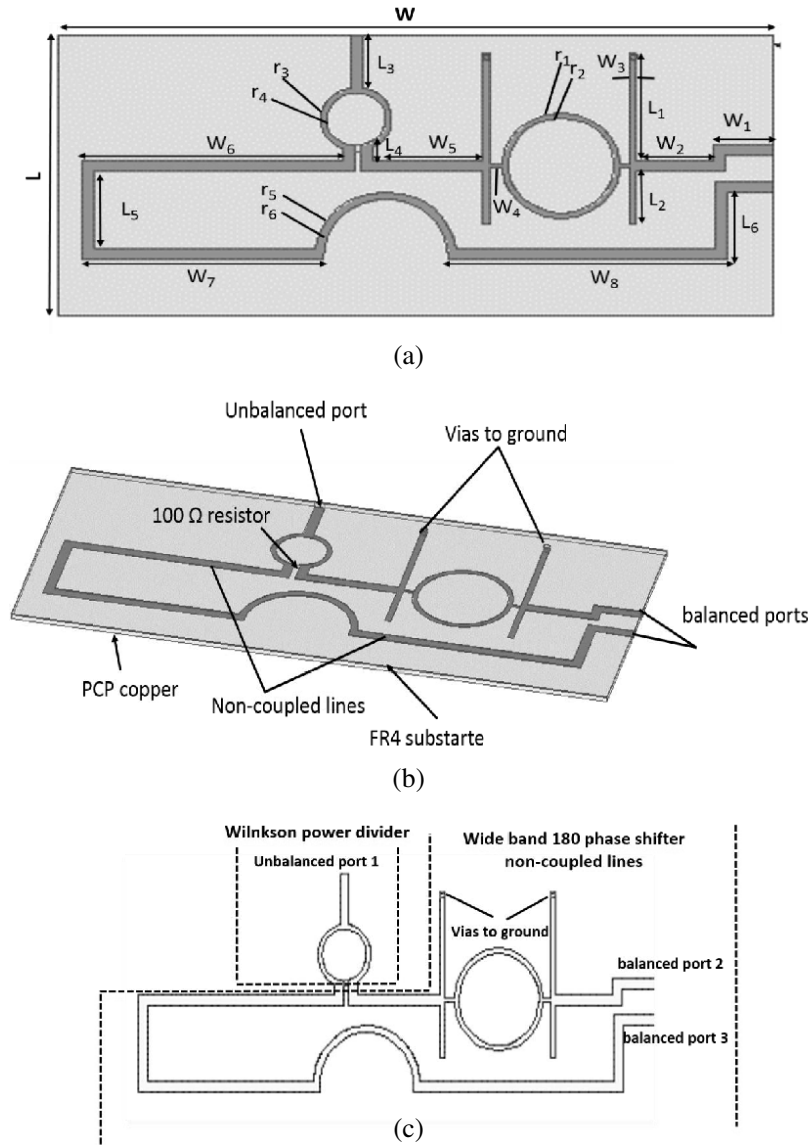 W
L
r3
r4
L3
L4
W6
W5
r1
r2
W3
L1
W1
W2
L5
r5
r6
W4
L2
L6
W7
W8
(a)
Unbalanced port
Vias to ground
100 Ω resistor
balanced ports
PCP copper
Non-coupled lines
FR4 substarte
(b)
Wilnkson power divider
Unbalanced port 1
Wide band 180 phase shifter
non-coupled lines
Vias to ground
balanced port 2
balanced port 3
(c)